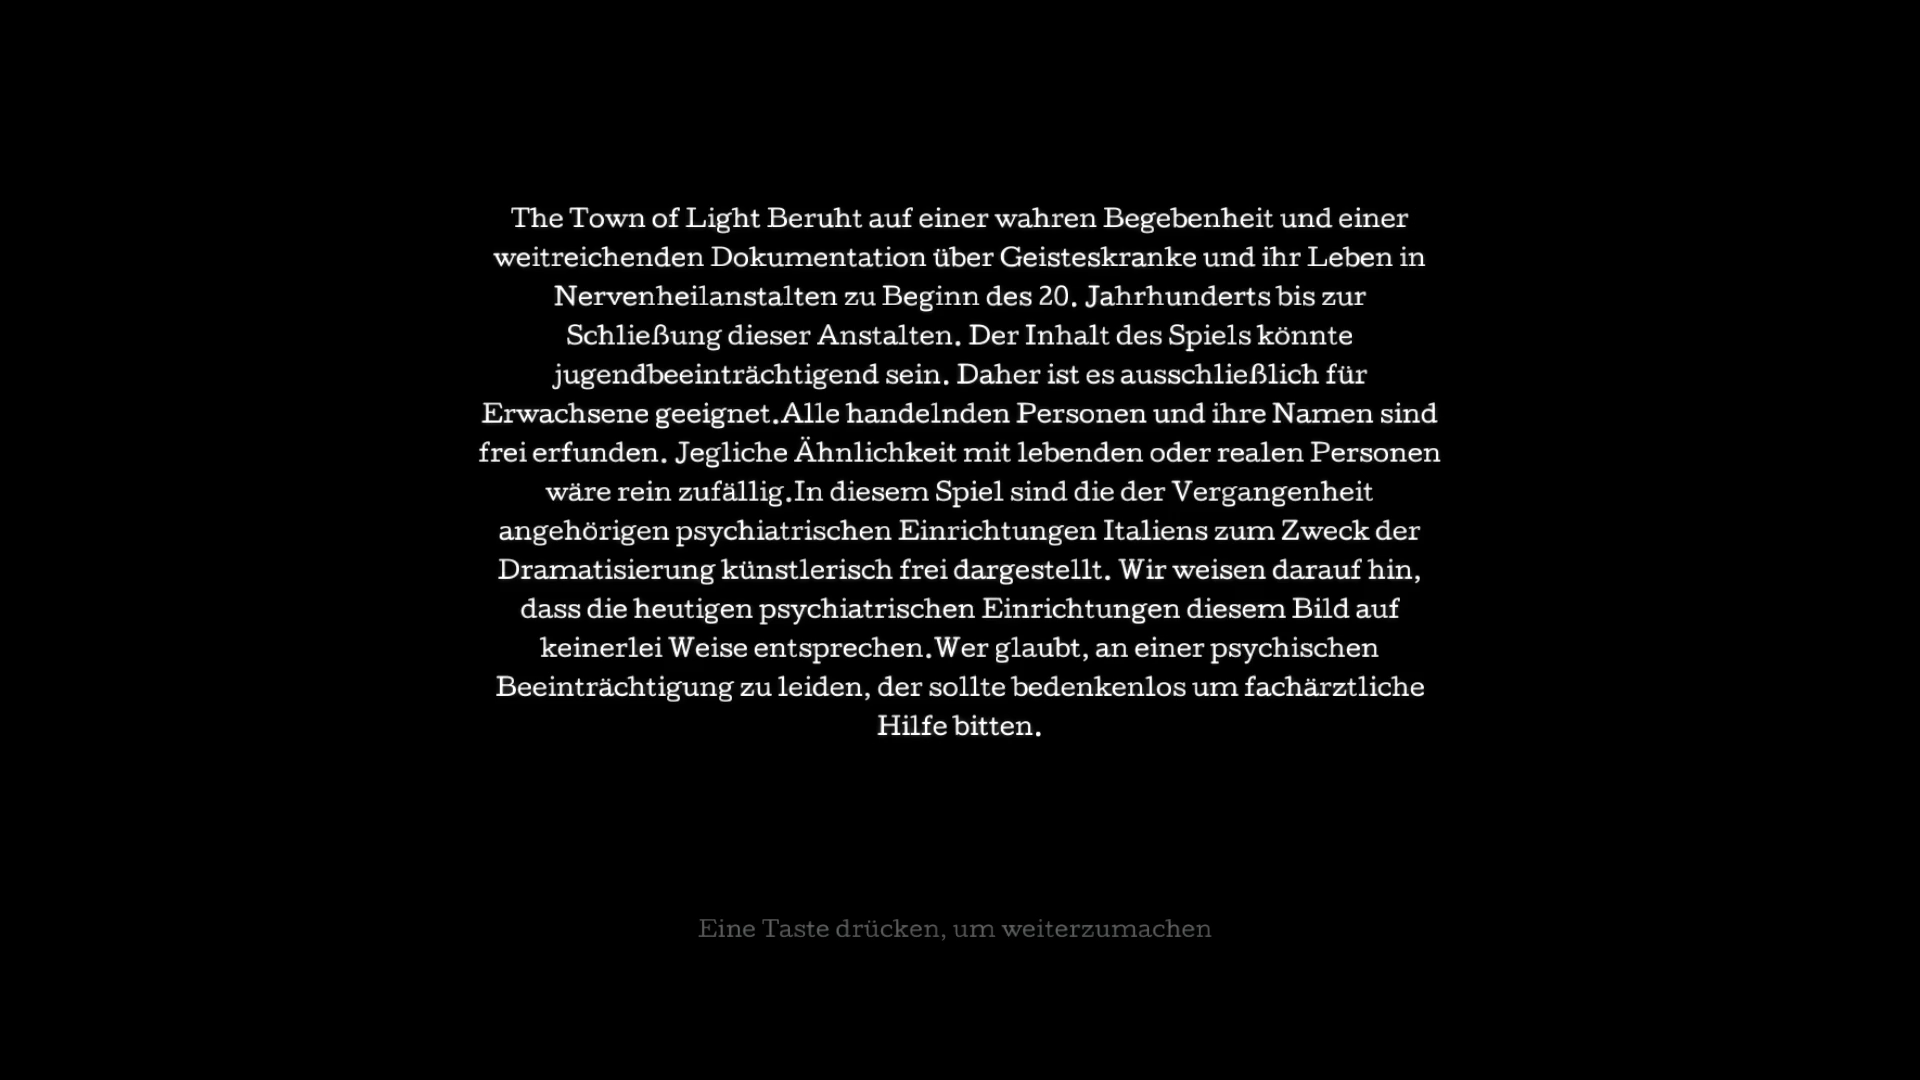 The Town of Light Beruht auf einer wahren Begebenheit und einer
weitreichenden Dokumentation über Geisteskranke und ihr Leben in
Nervenheilanstalten zu Beginn des 20. Jahrhunderts bis zur
Schließung dieser Anstalten. Der Inhalt des Spiels könnte
jugendbeeinträchtigend sein. Daher ist es ausschließlich für
Erwachsene geeignet.Alle handelnden Personen und ihre Namen sind
frei erfunden. Jegliche Ähnlichkeit mit lebenden oder realen Personen
wäre rein zufällig.In diesem Spiel sind die der Vergangenheit
angehörigen psychiatrischen Einrichtungen Italiens zum Zweck der
Dramatisierung künstlerisch frei dargestellt. Wir weisen darauf hin,
dass die heutigen psychiatrischen Einrichtungen diesem Bild auf
keinerlei Weise entsprechen.Wer glaubt, an einer psychischen
Beeinträchtigung zu leiden, der sollte bedenkenlos um fachärztliche
Hilfe bitten.
Eine Taste drücken, um weiterzumachen